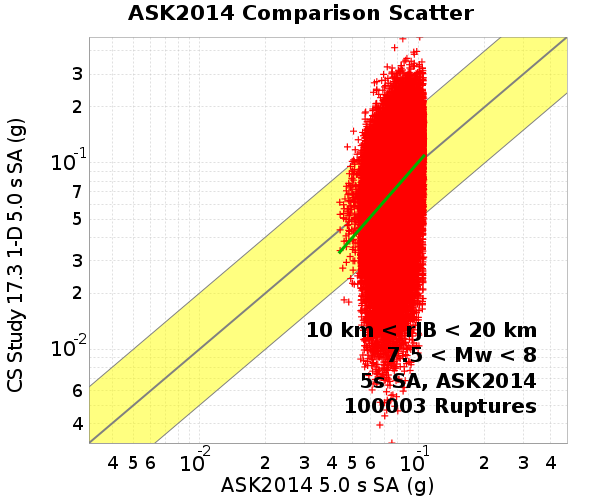 ASK2014 Comparison Scatter
CS Study 17.3 1-D 5.0 s SA (g)
3
2
10^-1
7
5
3
2
10^-2
6
4
10 km < rJB < 20 km
7.5 < Mw < 8
5s SA, ASK2014
100003 Ruptures
4 5 6 10^-2 2 3 4 5 6 10^-1 2 3 4
ASK2014 5.0 s SA (g)